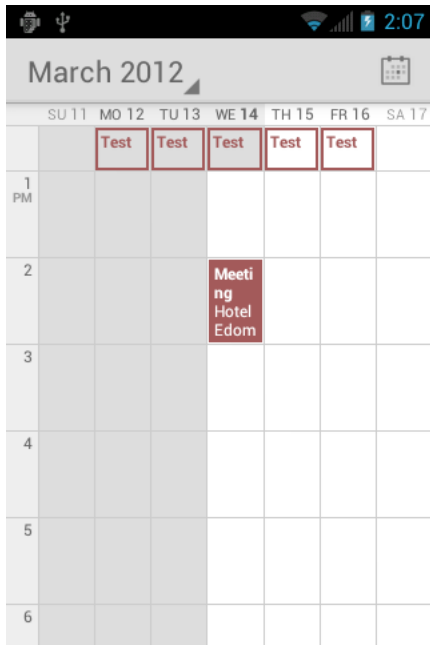 2:07
March 2012
SU 11 MO 12 TU 13 WE 14 TH 15 FR 16 SA 17
Test Test Test Test Test
1
PM
2
Meeti
ng
Hotel
Edom
3
4
5
6